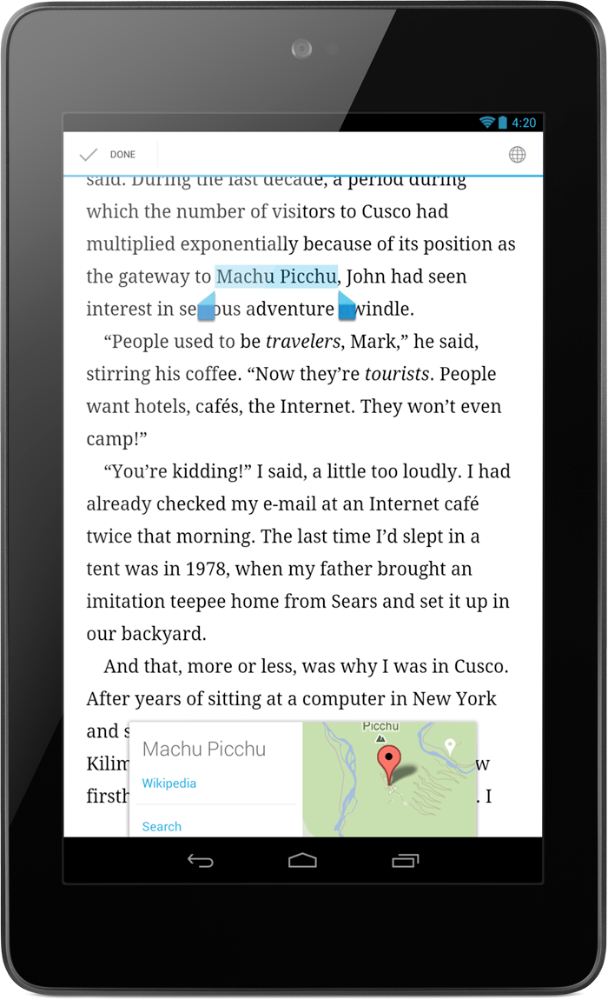 4:20
DONE
said. During the last decade, a period during
which the number of visitors to Cusco had
multiplied exponentially because of its position as
the gateway to Machu Picchu, John had seen
interest in se ous adventure windle.
“People used to be travelers, Mark,” he said,
stirring his coffee. “Now they’re tourists. People
want hotels, cafés, the Internet. They won’t even
camp!”
“You’re kidding!” I said, a little too loudly. I had
already checked my e-mail at an Internet café
twice that morning. The last time I’d slept in a
tent was in 1978, when my father brought an
imitation teepee home from Sears and set it up in
our backyard.
And that, more or less, was why I was in Cusco.
After years of sitting at a computer in New York
and s
Kilim w
firsth . I
Machu Picchu
Wikipedia
Search
Picchu